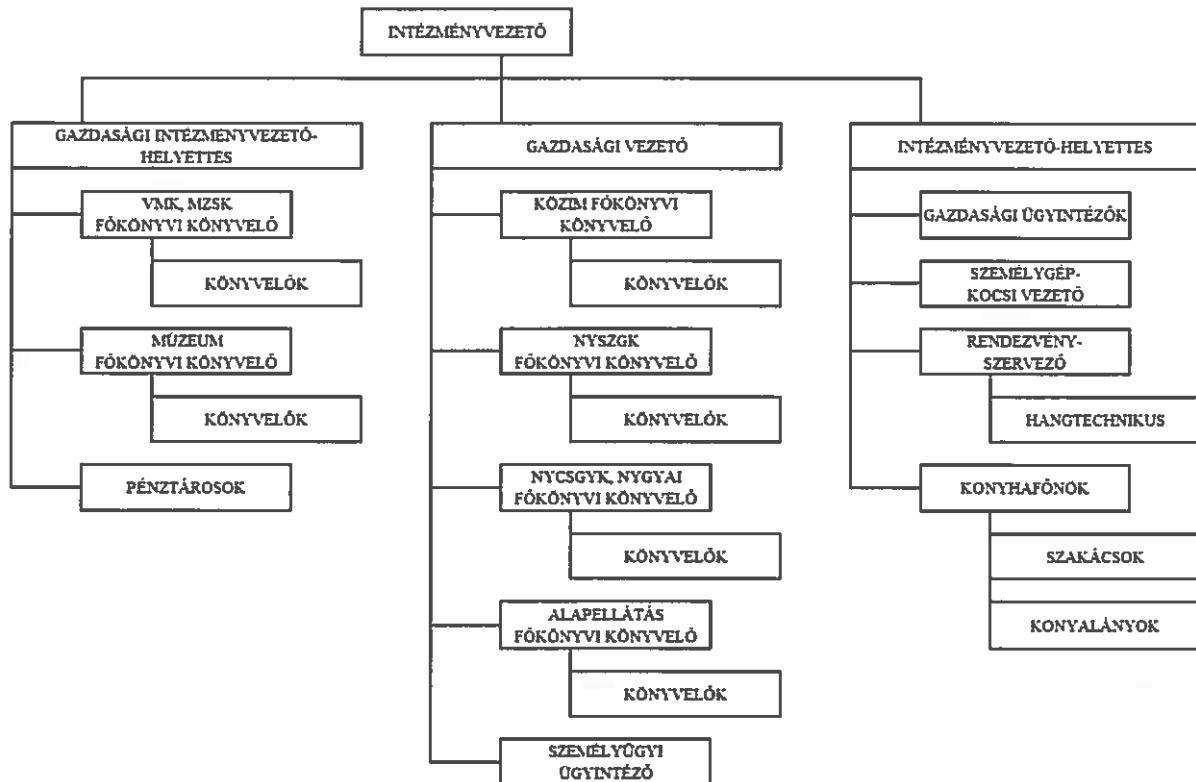 INTÉZMÉNYVEZETŐ
GAZDASÁGI INTÉZMÉNYVEZETŐ-
HELYETTES
VMK, MZSK
FŐKÖNYVI KÖNYVELŐ
KÖNYVELŐK
MÚZEUM
FŐKÖNYVI KÖNYVELŐ
KÖNYVELŐK
PÉNZTÁROSOK
GAZDASÁGI VEZETŐ
KÖZIM FŐKÖNYVI
KÖNYVELŐ
KÖNYVELŐK
NYSZGK
FŐKÖNYVI KÖNYVELŐ
KÖNYVELŐK
NYCSGYK, NYGYAI
FŐKÖNYVI KÖNYVELŐ
KÖNYVELŐK
ALAPELLÁTÁS
FŐKÖNYVI KÖNYVELŐ
KÖNYVELŐK
SZEMÉLYÜGYI
ÜGYINTÉZŐ
INTÉZMÉNYVEZETŐ-HELYETTES
GAZDASÁGI ÜGYINTÉZŐK
SZEMÉLYGÉP-
KOCSI VEZETŐ
RENDEZVÉNY-
SZERVEZŐ
HANGTECHNIKUS
KONYHAFŐNÖK
SZAKÁCSOK
KONYALÁNYOK